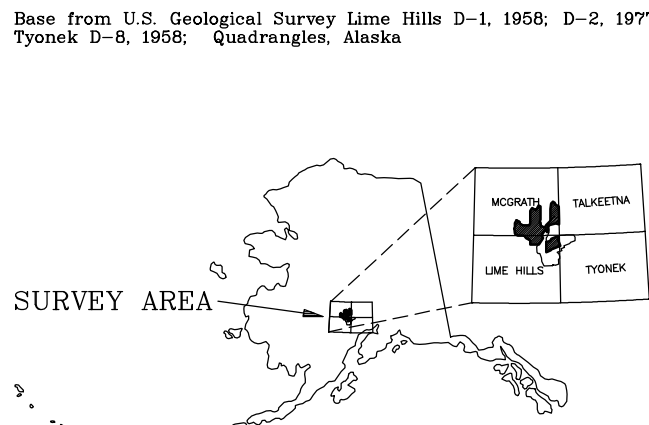 Base from U.S. Geological Survey Lime Hills D-1, 1958; D-2, 197
Tyonek D-8, 1958; Quadrangles, Alaska
MCGRATH
TALKEETNA
LIME HILLS
TYONEK
SURVEY AREA